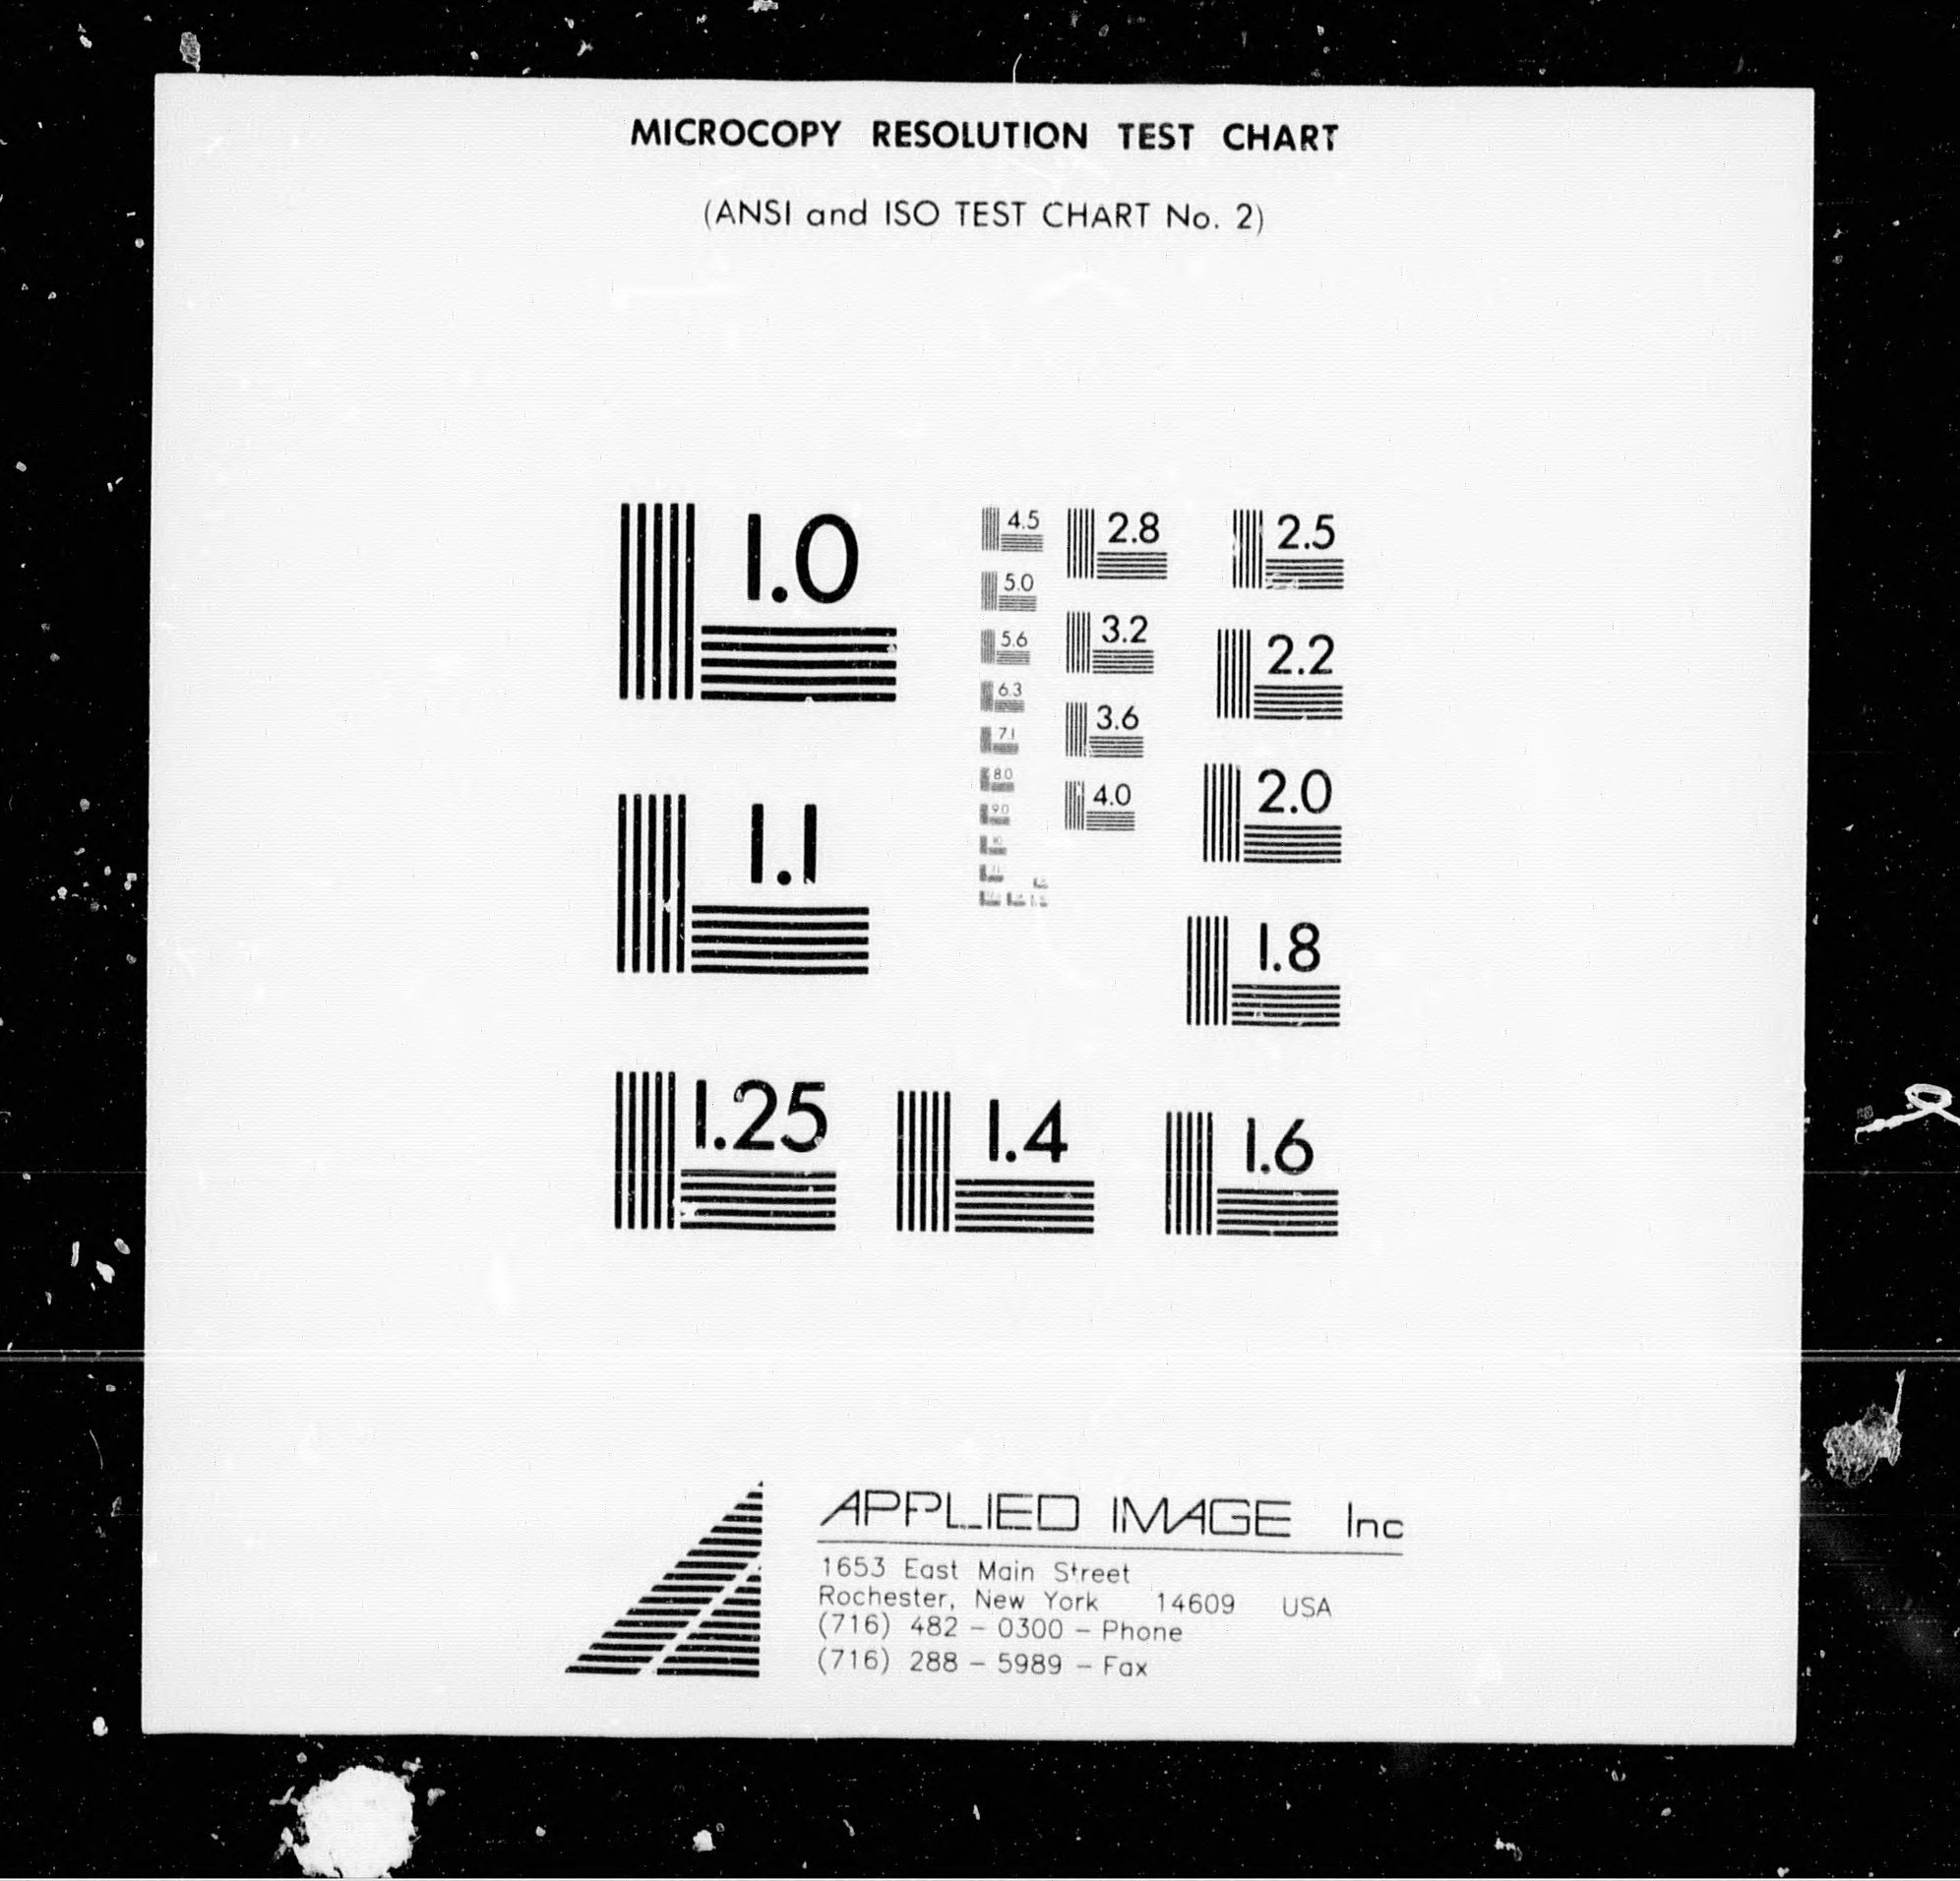 MICROCOPY RESOLUTION TEST CHART
(ANSI and ISO TEST CHART No. 2)
1.0
1.1
1.25
1.4
1.6
1.8
2.0
2.2
2.5
2.8
3.2
3.6
4.0
4.5
5.0
5.6
6.3
7.1
8.0
9.0
APPLIED IMAGE Inc
1653 East Main Street
Rochester, New York 14609 USA
(716) 482 - 0300 - Phone
(716) 288 - 5989 - Fax